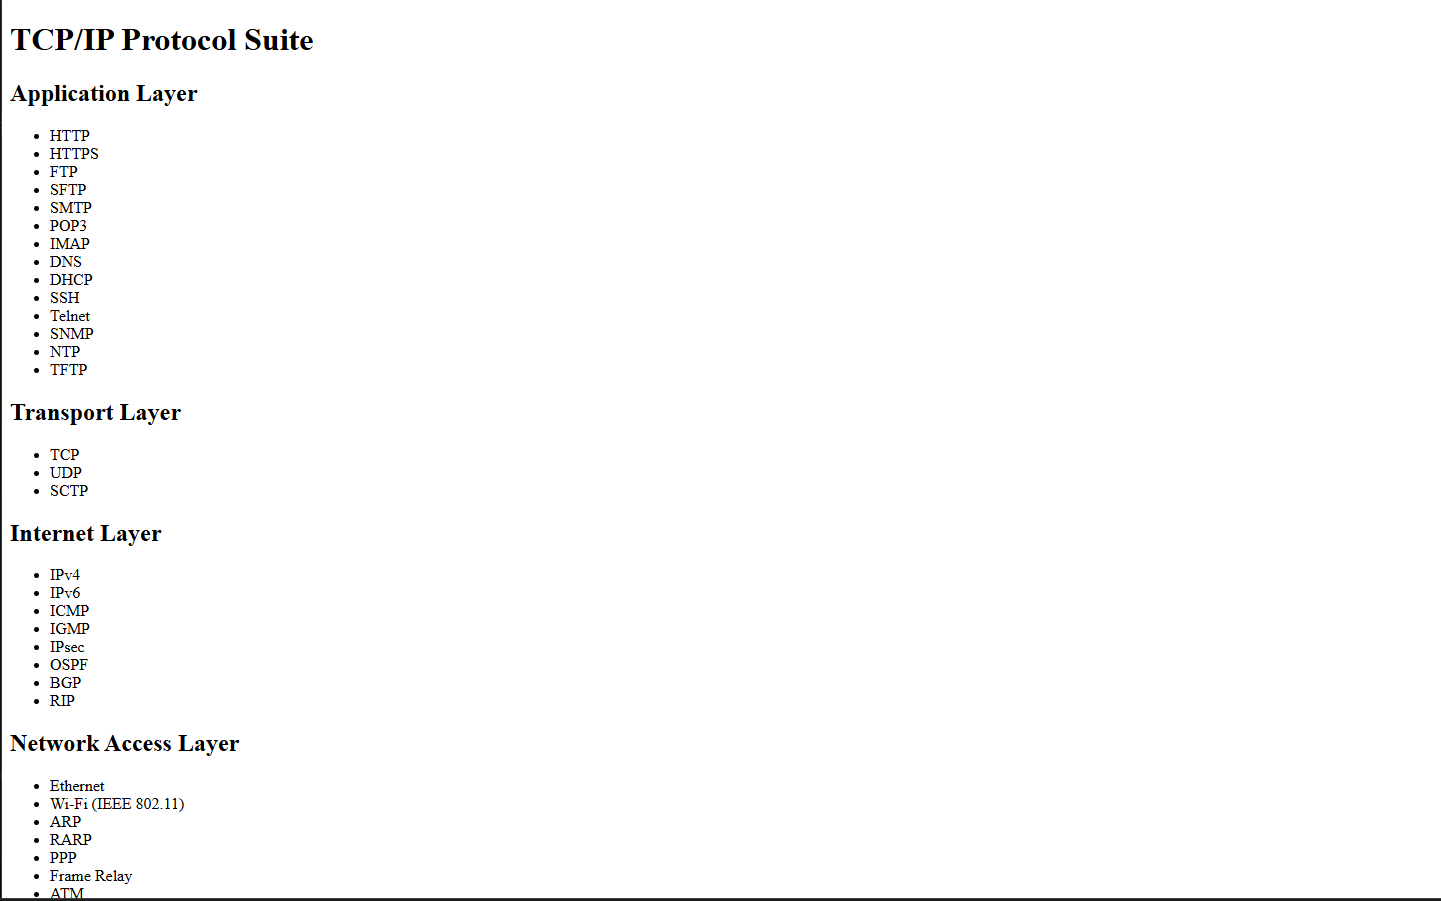 TCP/IP Protocol Suite
Application Layer
HTTP
HTTPS
FTP
SFTP
SMTP
POP3
IMAP
DNS
DHCP
SSH
Telnet
SNMP
NTP
TFTP
Transport Layer
TCP
UDP
SCTP
Internet Layer
IPv4
IPv6
ICMP
IGMP
IPsec
OSPF
BGP
RIP
Network Access Layer
Ethernet
Wi-Fi (IEEE 802.11)
ARP
RARP
PPP
Frame Relay
ATM